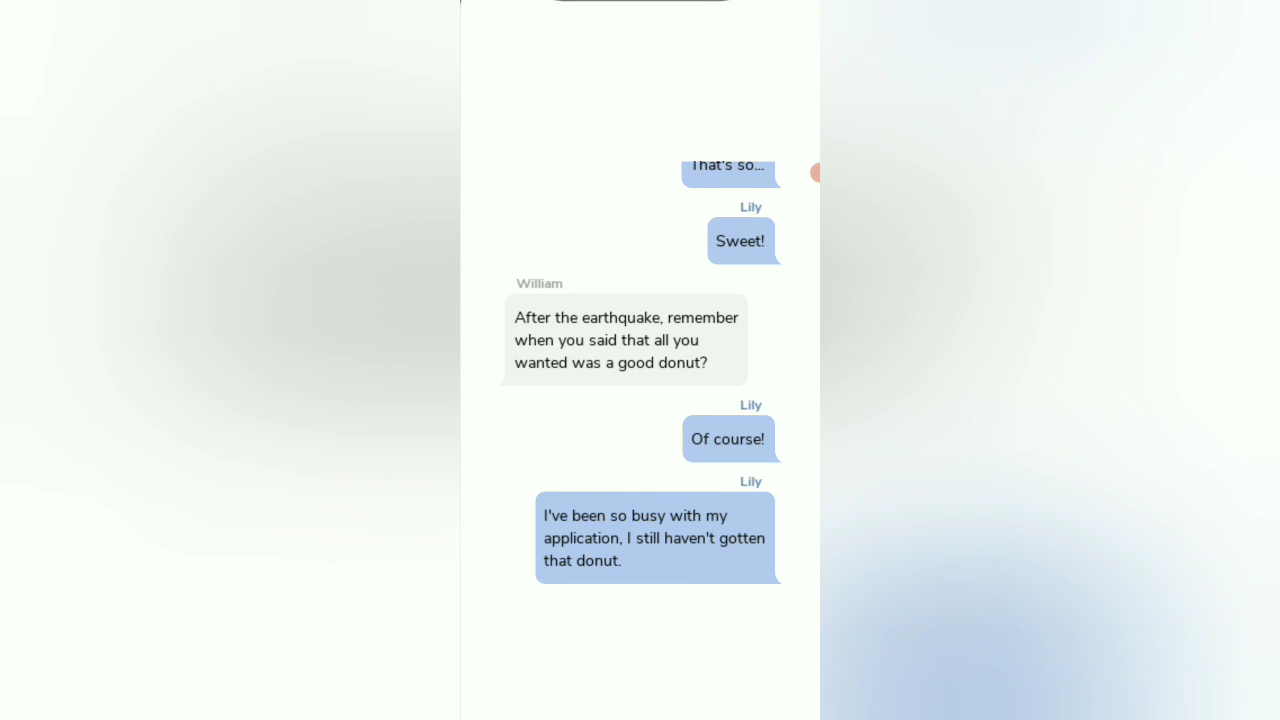 That's so...
Lily
Sweet!
William
After the earthquake, remember
when you said that all you
wanted was a good donut?
Lily
Of course!
Lily
I've been so busy with my
application, I still haven't gotten
that donut.